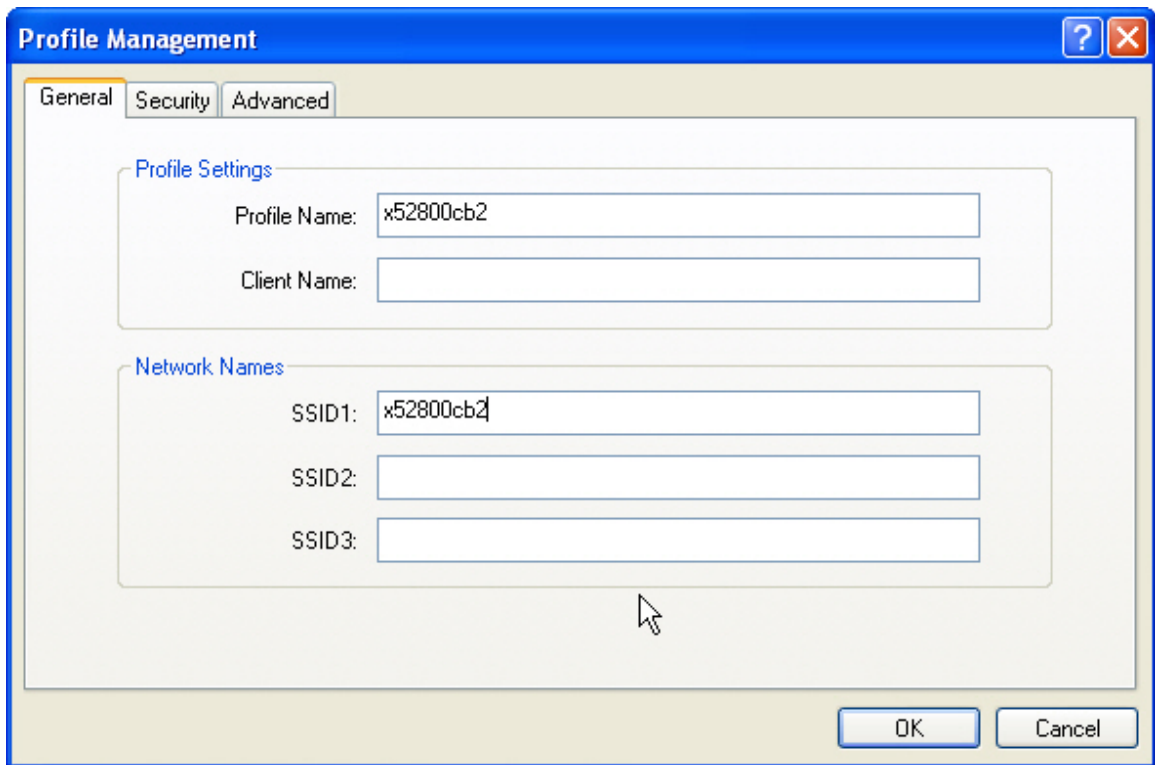 Profile Management
General Security Advanced
Profile Settings
Profile Name: x52800cb2
Client Name:
Network Names
SSID1: x52800cb2
SSID2:
SSID3:
OK Cancel